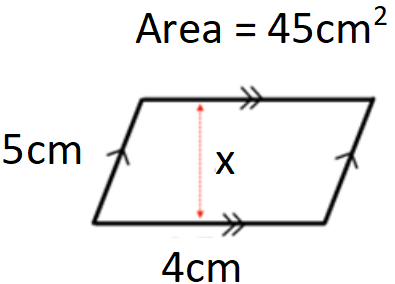 Area = 45cm²
5cm
x
4cm